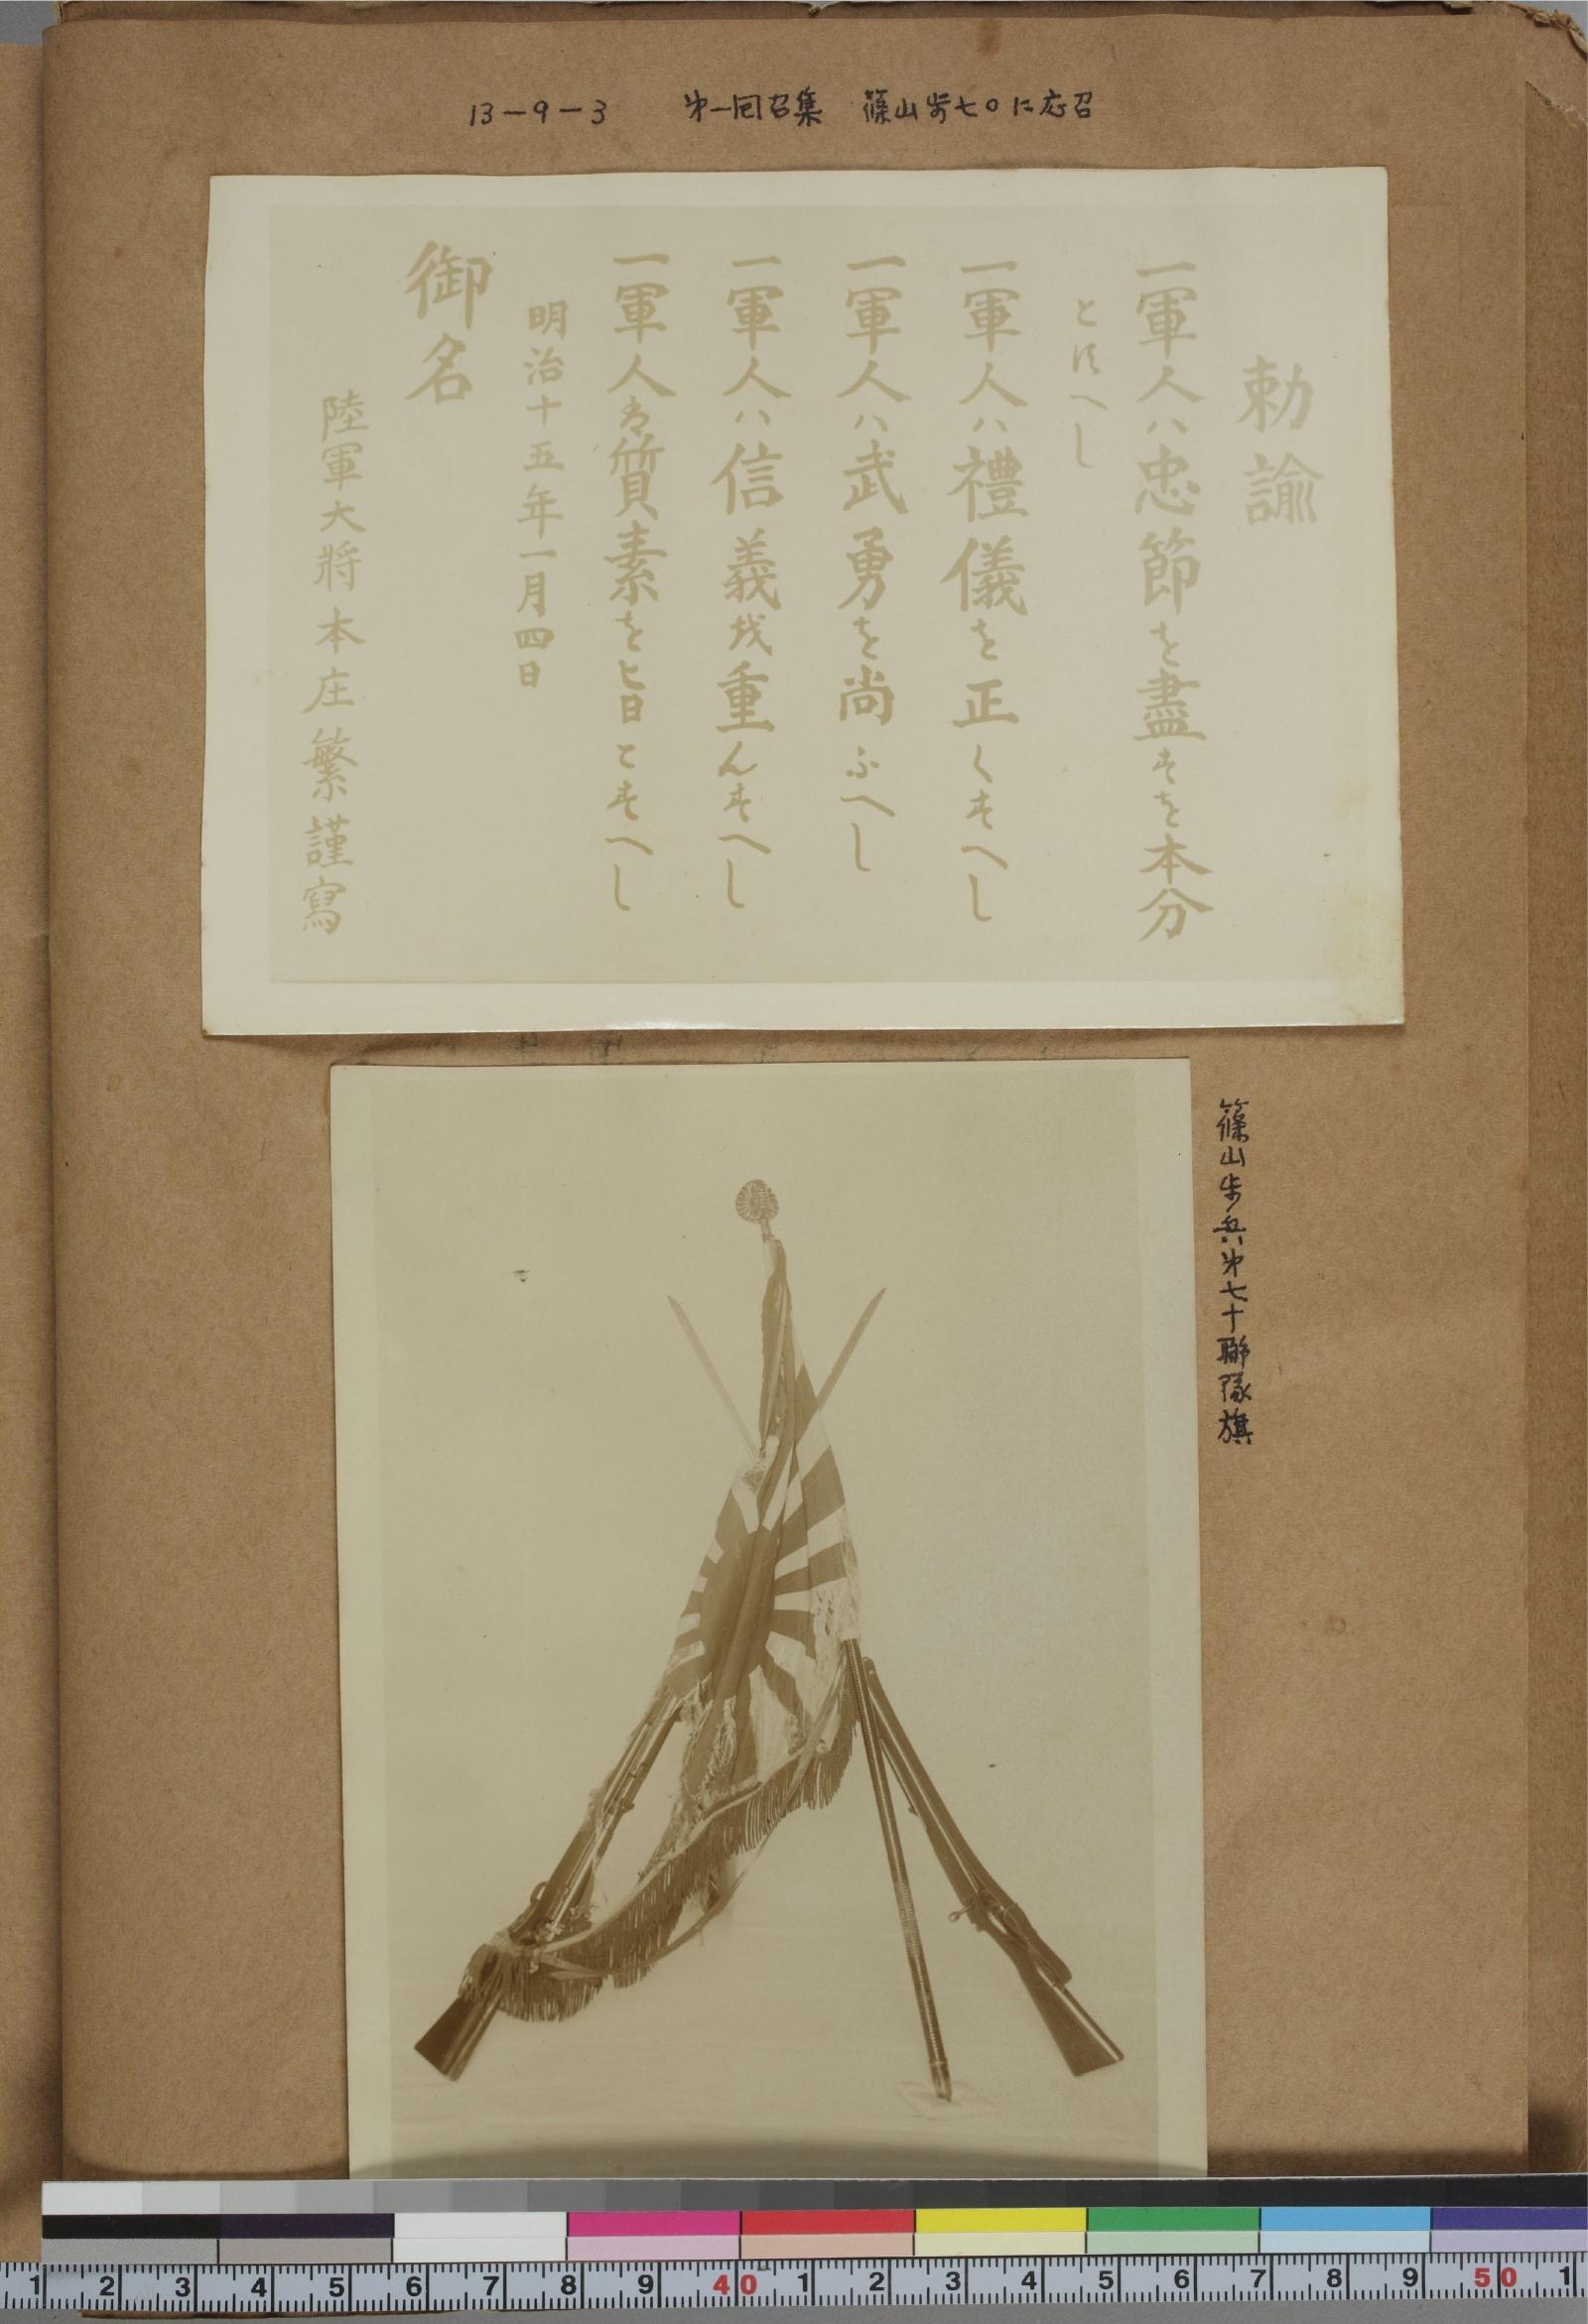 13-9-3 㐧一回召集 篠山歩七〇に応召
勅諭
一軍人ハ忠節を盡すを本分
とすへし
一軍人ハ禮儀を正くすへし
一軍人ハ武勇を尚ふへし
一軍人ハ信義を重んすへし
一軍人は質素を旨とすへし
明治十五年一月四日
御名
陸軍大將本庄繁謹寫
篠山歩兵㐧七十聯隊旗
1 2 3 4 5 6 7 8 9 40 1 2 3 4 5 6 7 8 9 50 1